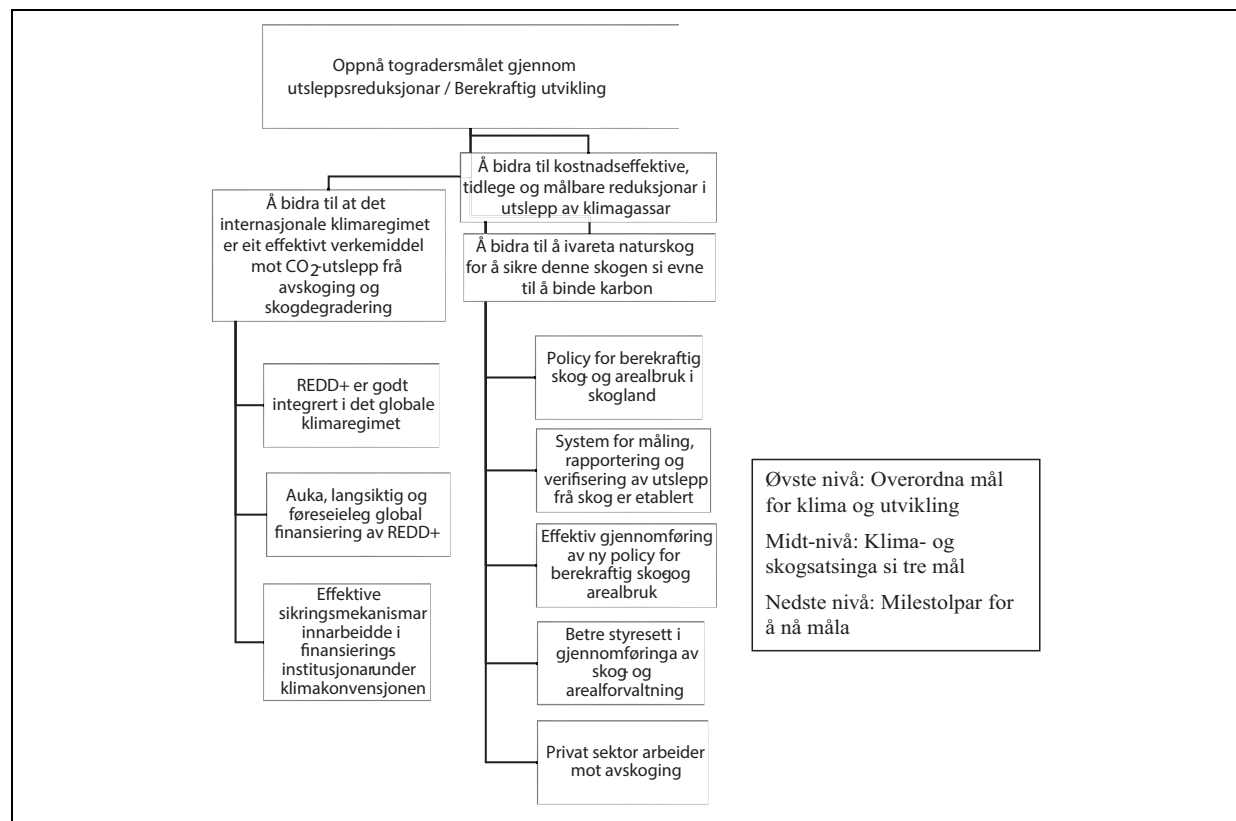 Oppnå togradersmålet gjennom
utsleppsreduksjonar / Berekraftig utvikling
Å bidra til kostnadseffektive,
tidlege og målbare reduksjonar i
utslepp av klimagassar
Å bidra til at det
internasjonale klimaregimet
er eit effektivt verkemiddel
mot CO2-utslepp frå
avskoging og
skogdegradering
Å bidra til å ivareta naturskog
for å sikre denne skogen si evne
til å binde karbon
REDD+ er godt
integrert i det globale
klimaregimet
Auka, langsiktig og
føreseieleg global
finansiering av REDD+
Effektive
sikringsmekanismar
innarbeidde i
finansierings
institusjonar under
klimakonvensjonen
Policy for berekraftig
skog- og arealbruk i
skogland
System for måling,
rapportering og
verifisering av utslepp
frå skog er etablert
Effektiv gjennomføring
av ny policy for
berekraftig skog-og
arealbruk
Betre styresett i
gjennomføringa av
skog- og
arealforvaltning
Privat sektor arbeider
mot avskoging
Øvste nivå: Overordna mål
for klima og utvikling
Midt-nivå: Klima- og
skogsatsinga si tre mål
Nedste nivå: Milestolpar for
å nå måla